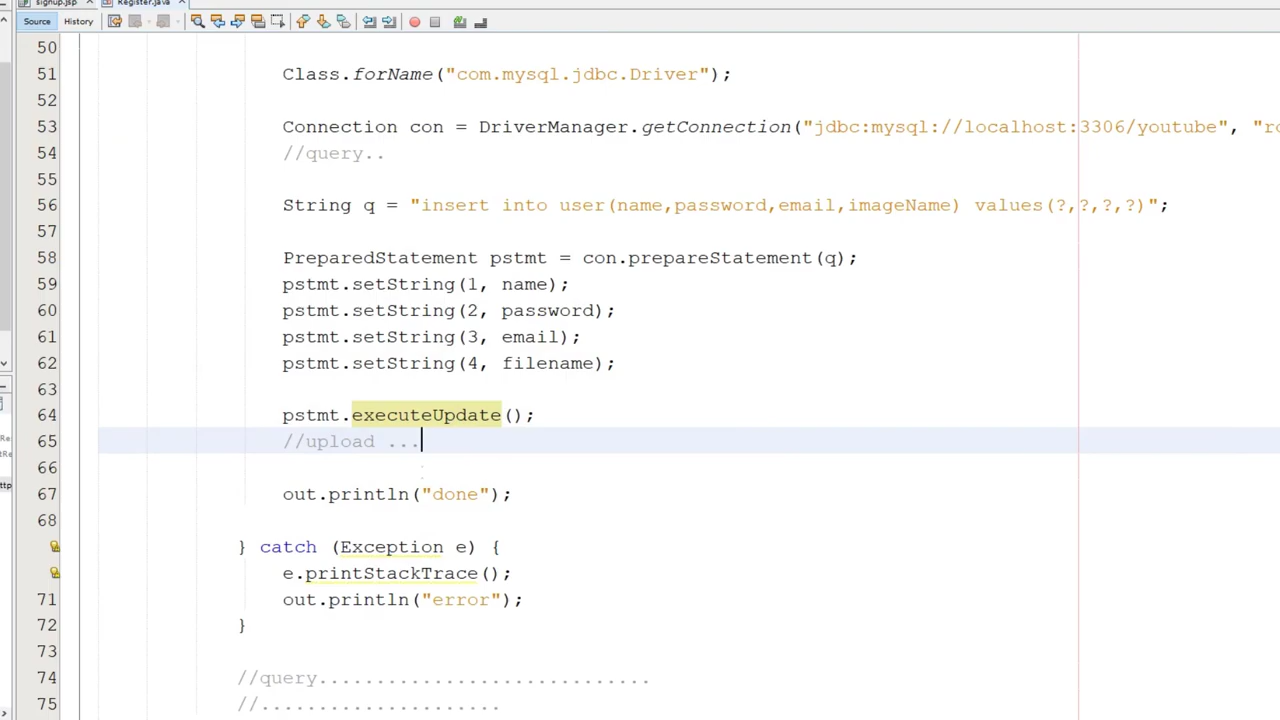 signup.jsp
Register.java
Source
History
50
51 Class.forName("com.mysql.jdbc.Driver");
52
53 Connection con = DriverManager.getConnection("jdbc:mysql://localhost:3306/youtube", "ro
54 //query..
55
56 String q = "insert into user(name,password,email,imageName) values(?,?,?,?)";
57
58 PreparedStatement pstmt = con.prepareStatement(q);
59 pstmt.setString(1, name);
60 pstmt.setString(2, password);
61 pstmt.setString(3, email);
62 pstmt.setString(4, filename);
63
64 pstmt.executeUpdate();
65 //upload ...
66
67 out.println("done");
68
} catch (Exception e) {
e.printStackTrace();
71 out.println("error");
72 }
73
74 //query.............................
75 //.....................